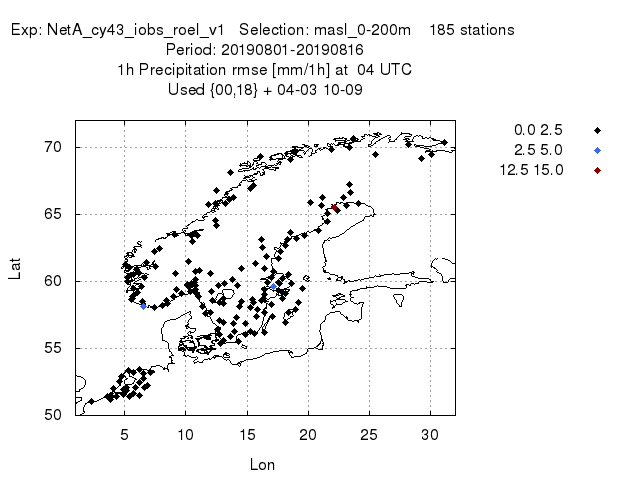 Exp: NetA_cy43_iobs_roel_v1 Selection: masl_0-200m 185 stations
Period: 20190801-20190816
1h Precipitation rmse [mm/1h] at 04 UTC
Used {00,18} + 04-03 10-09
0.0 2.5
2.5 5.0
12.5 15.0
70
65
60
55
50
Lat
5 10 15 20 25 30
Lon